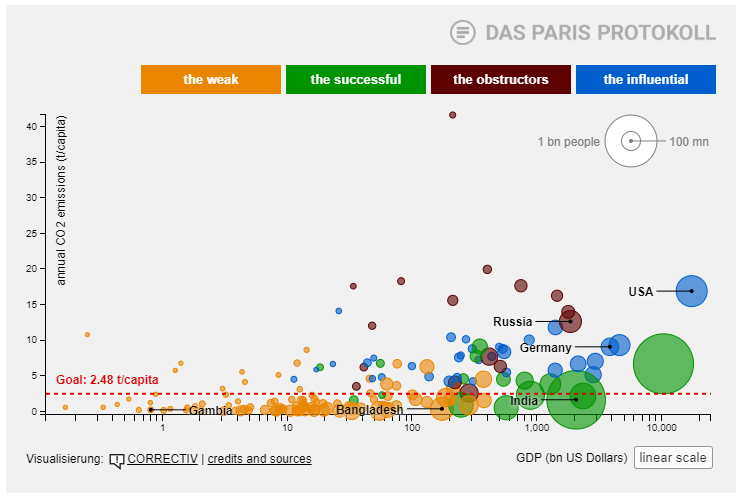 DAS PARIS PROTOKOLL
the weak
the successful
the obstructors
the influential
annual CO2 emissions (t/capita)
40
35
30
25
20
15
10
5
0
1 bn people
100 mn
USA
Russia
Germany
Goal: 2.48 t/capita
India
Gambia
Bangladesh
1
10
100
1,000
10,000
Visualisierung: CORRECTIV | credits and sources
GDP (bn US Dollars) linear scale